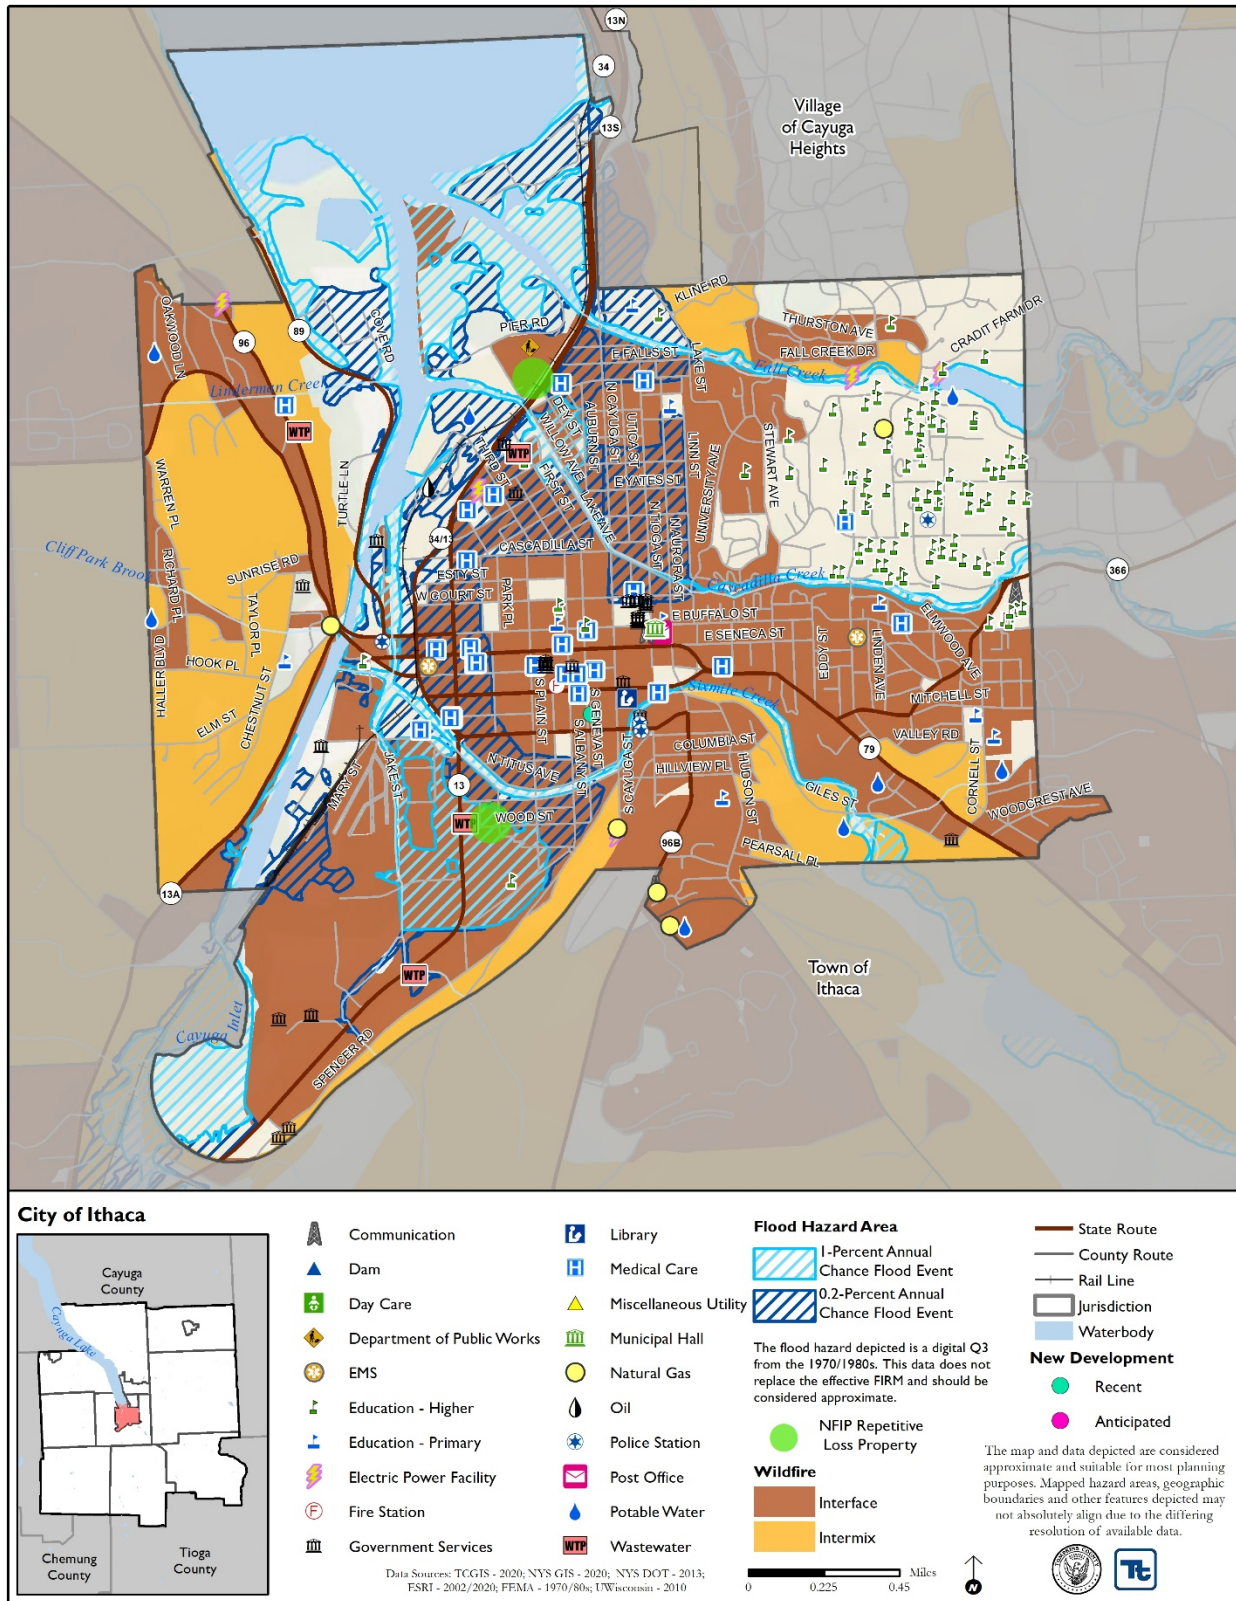 13N
34
13S
Village
of Cayuga
Heights
KLINE RD
OAKWOOD LN
89
96
COVE RD
PIER RD
THURSTON AVE
CRADIT FARM DR
FALL CREEK DR
E FALLS ST
LAKE ST
Fall Creek
Linderman Creek
WTP
DEY ST
WILLOW AVE
AUBURN ST
N CAYUGA ST
UTICA ST
LINN ST
UNIVERSITY AVE
STEWART AVE
THIRD ST
WTP
FIRST ST
LAKE AVE
E YATES ST
WARREN PL
TURTLE LN
34/13
CASCADILLA ST
N TIOGA ST
N AURORA ST
Cliff Park Brook
SUNRISE RD
ESTY ST
W COURT ST
PARK PL
Cascadilla Creek
366
RICHARD PL
TAYLOR PL
E BUFFALO ST
E SENECA ST
EDDY ST
LINDEN AVE
ELMWOOD AVE
HOOK PL
HALLER BLVD
CHESTNUT ST
ELM ST
S PLAIN ST
S GENEVA ST
S ALBANY ST
Sixmile Creek
MITCHELL ST
VALLEY RD
79
CORNELL ST
COLUMBIA ST
HILLVIEW PL
HUDSON ST
S CAYUGA ST
N TITUS AVE
LAKE ST
MARY ST
13
WOOD ST
WTP
GILES ST
WOODCREST AVE
96B
PEARSALL PL
13A
Town of
Ithaca
WTP
Cayuga Inlet
SPENCER RD
City of Ithaca
Cayuga
County
Cayuga Lake
Chemung
County
Tioga
County
Communication
Dam
Day Care
Department of Public Works
EMS
Education - Higher
Education - Primary
Electric Power Facility
F
Fire Station
Government Services
Library
H
Medical Care
Miscellaneous Utility
Municipal Hall
Natural Gas
Oil
Police Station
Post Office
Potable Water
WTP
Wastewater
Data Sources: TCGIS - 2020; NYS GIS - 2020; NYS DOT - 2013;
ESRI - 2002/2020; FEMA - 1970/80s; UWisconsin - 2010
Flood Hazard Area
1-Percent Annual
Chance Flood Event
0.2-Percent Annual
Chance Flood Event
The flood hazard depicted is a digital Q3
from the 1970/1980s. This data does not
replace the effective FIRM and should be
considered approximate.
NFIP Repetitive
Loss Property
Wildfire
Interface
Intermix
Miles
0
0.225
0.45
N
State Route
County Route
Rail Line
Jurisdiction
Waterbody
New Development
Recent
Anticipated
The map and data depicted are considered
approximate and suitable for most planning
purposes. Mapped hazard areas, geographic
boundaries and other features depicted may
not absolutely align due to the differing
resolution of available data.
TOMPKINS COUNTY
Tt